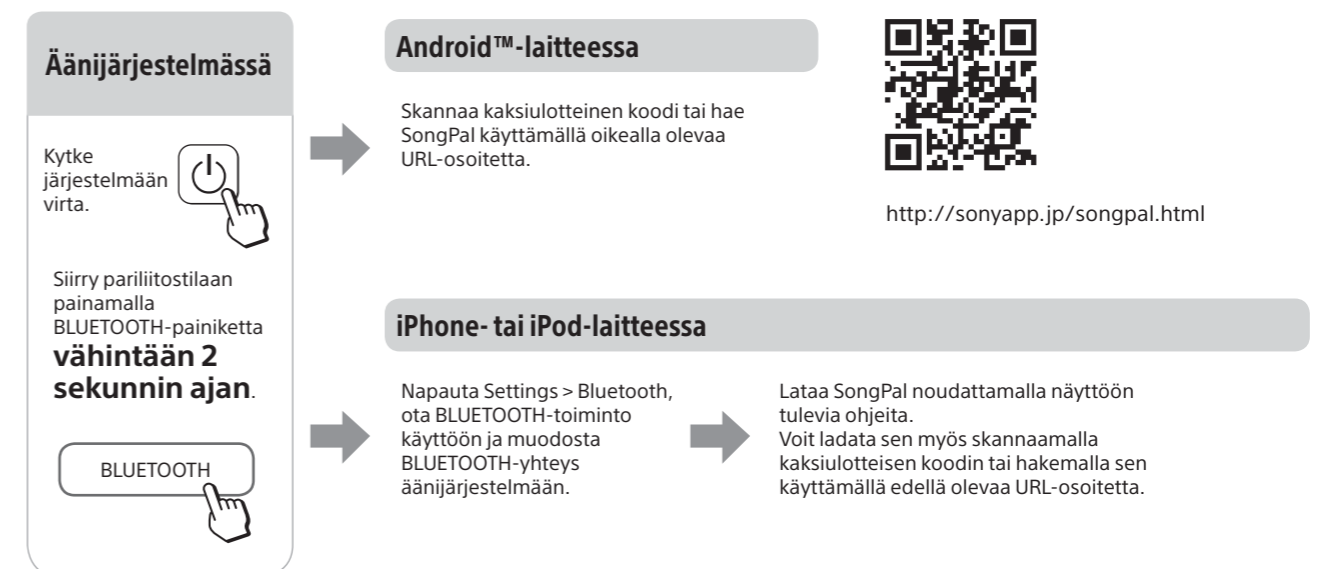 Äänijärjestelmässä
Kytke
järjestelmään
virta.
Siirry pariliitostilaan
painamalla
BLUETOOTH-painiketta
vähintään 2
sekunnin ajan.
BLUETOOTH
Android™-laitteessa
Skannaa kaksiulotteinen koodi tai hae
SongPal käyttämällä oikealla olevaa
URL-osoitetta.
http://sonyapp.jp/songpal.html
iPhone- tai iPod-laitteessa
Napauta Settings > Bluetooth,
ota BLUETOOTH-toiminto
käyttöön ja muodosta
BLUETOOTH-yhteys
äänijärjestelmään.
Lataa SongPal noudattamalla näyttöön
tulevia ohjeita.
Voit ladata sen myös skannaamalla
kaksiulotteisen koodin tai hakemalla sen
käyttämällä edellä olevaa URL-osoitetta.